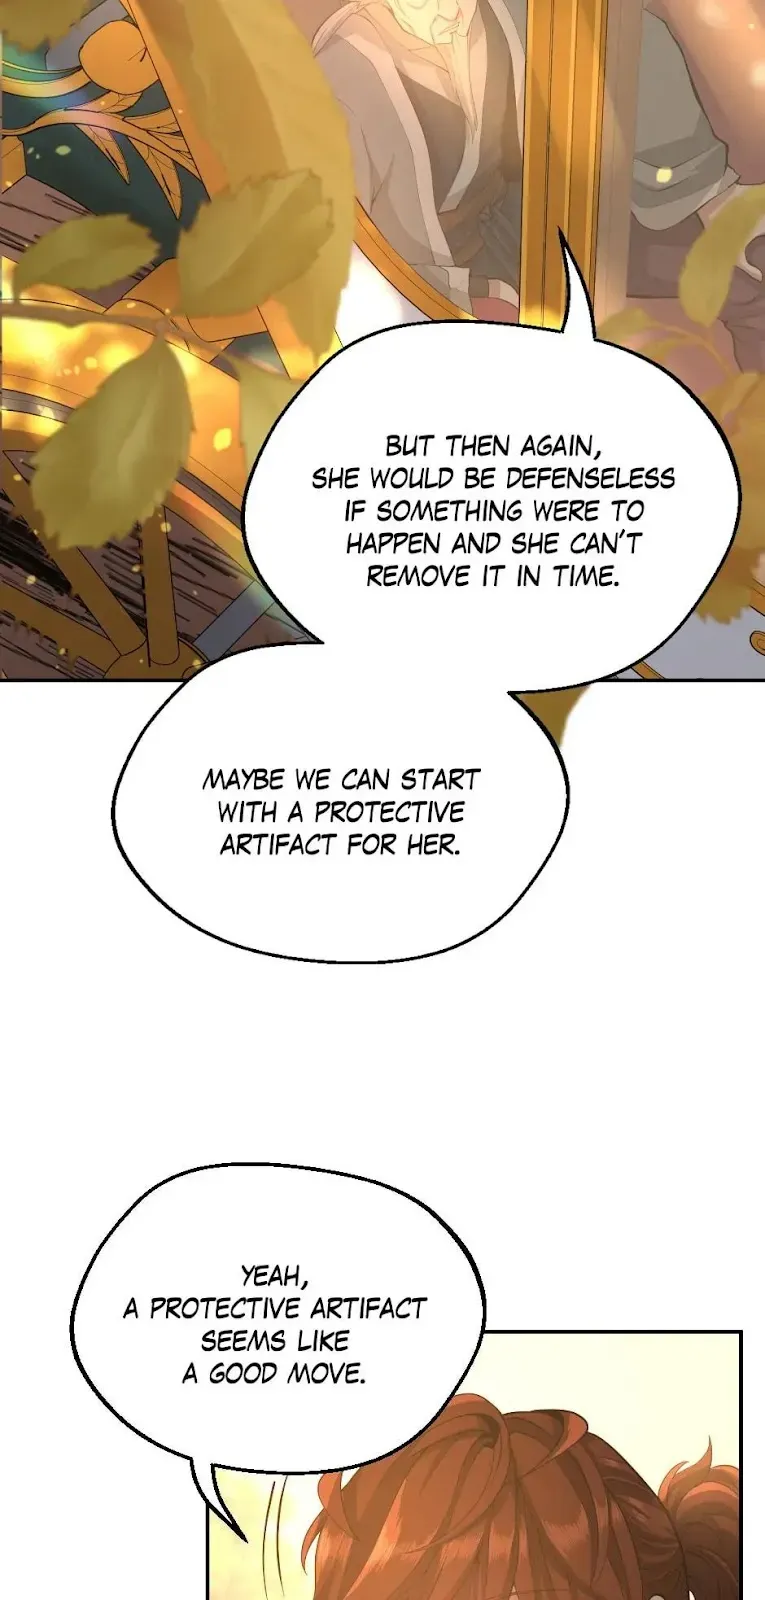 BUT THEN AGAIN,
SHE WOULD BE DEFENSELESS
IF SOMETHING WERE TO
HAPPEN AND SHE CAN'T
REMOVE IT IN TIME.
MAYBE WE CAN START
WITH A PROTECTIVE
ARTIFACT FOR HER.
YEAH,
A PROTECTIVE ARTIFACT
SEEMS LIKE
A GOOD MOVE.